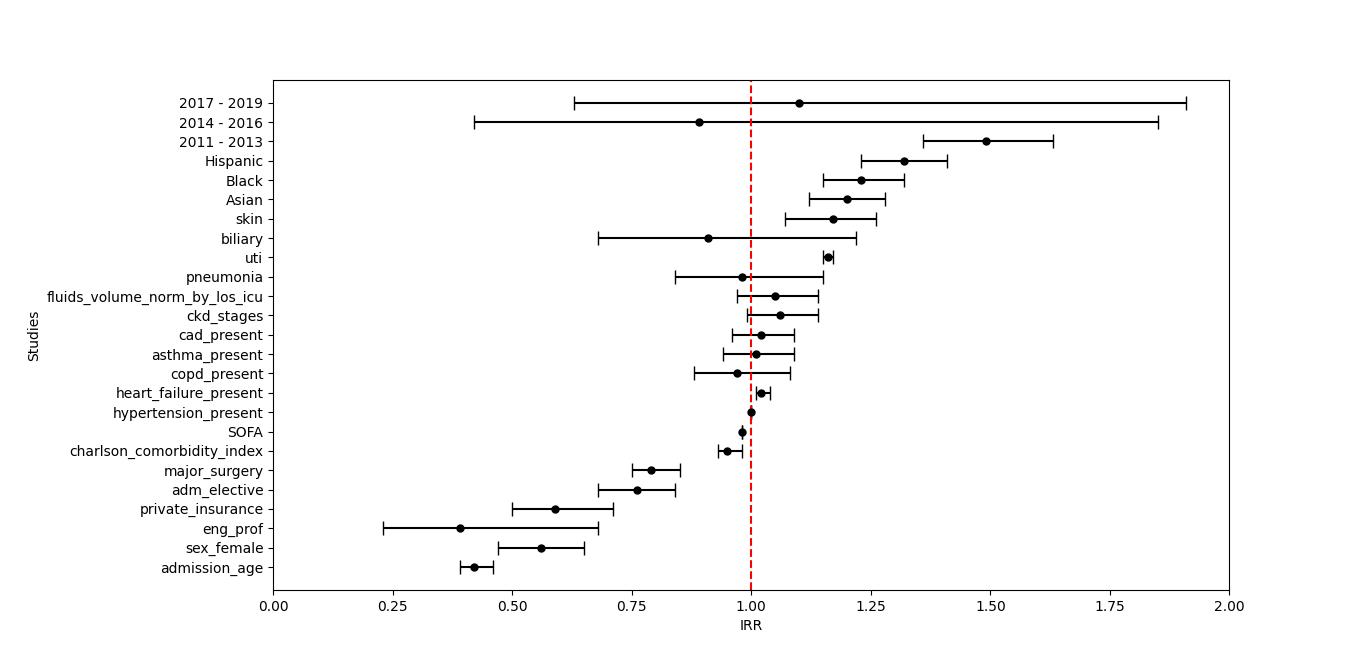 2017 - 2019
2014 - 2016
2011 - 2013
Hispanic
Black
Asian
skin
biliary
uti
pneumonia
fluids_volume_norm_by_los_icu
ckd_stages
cad_present
asthma_present
copd_present
heart_failure_present
hypertension_present
SOFA
charlson_comorbidity_index
major_surgery
adm_elective
private_insurance
eng_prof
sex_female
admission_age
Studies
0.00 0.25 0.50 0.75 1.00 1.25 1.50 1.75 2.00
IRR